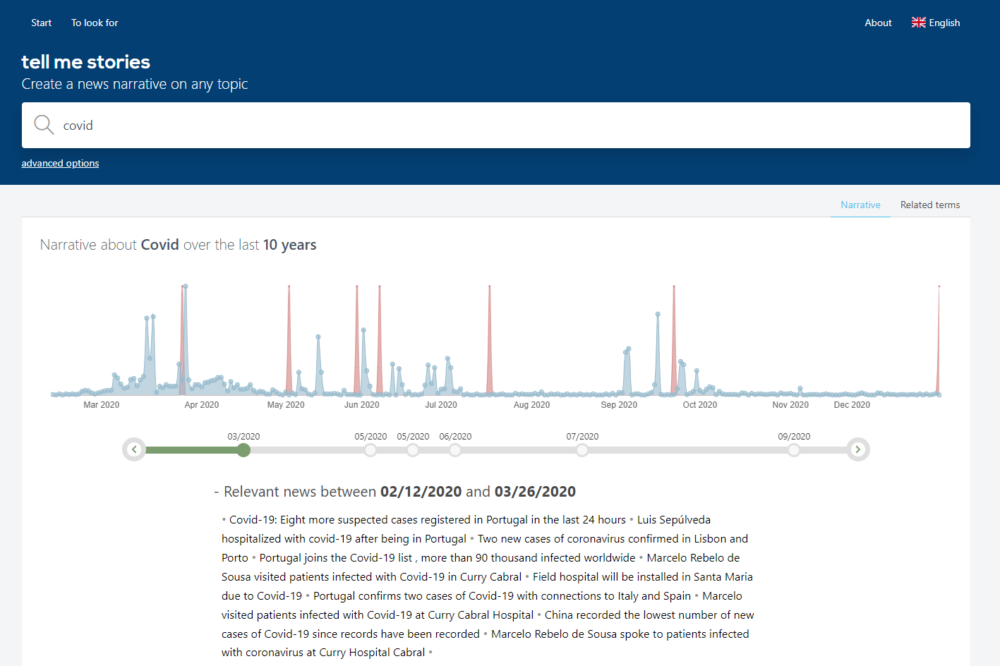 Start To look for About English
tell me stories
Create a news narrative on any topic
covid
advanced options
Narrative Related terms
Narrative about Covid over the last 10 years
Mar 2020 Apr 2020 May 2020 Jun 2020 Jul 2020 Aug 2020 Sep 2020 Oct 2020 Nov 2020 Dec 2020
03/2020 05/2020 05/2020 06/2020 07/2020 09/2020
- Relevant news between 02/12/2020 and 03/26/2020
• Covid-19: Eight more suspected cases registered in Portugal in the last 24 hours • Luis Sepúlveda
hospitalized with covid-19 after being in Portugal • Two new cases of coronavirus confirmed in Lisbon and
Porto • Portugal joins the Covid-19 list , more than 90 thousand infected worldwide • Marcelo Rebelo de
Sousa visited patients infected with Covid-19 in Curry Cabral • Field hospital will be installed in Santa Maria
due to Covid-19 • Portugal confirms two cases of Covid-19 with connections to Italy and Spain • Marcelo
visited patients infected with Covid-19 at Curry Cabral Hospital • China recorded the lowest number of new
cases of Covid-19 since records have been recorded • Marcelo Rebelo de Sousa spoke to patients infected
with coronavirus at Curry Hospital Cabral •